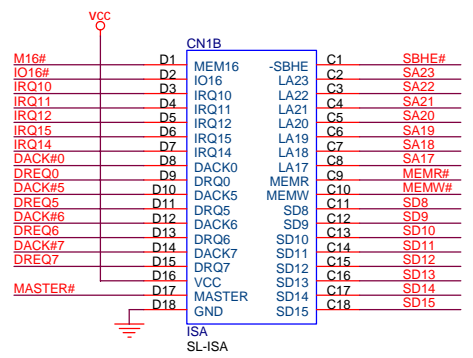 VCC
CN1B
M16# D1 MEM16 -SBHE C1 SBHE#
IO16# D2 IO16 LA23 C2 SA23
IRQ10 D3 IRQ10 LA22 C3 SA22
IRQ11 D4 IRQ11 LA21 C4 SA21
IRQ12 D5 IRQ12 LA20 C5 SA20
IRQ15 D6 IRQ15 LA19 C6 SA19
IRQ14 D7 IRQ14 LA18 C7 SA18
DACK#0 D8 DACK0 LA17 C8 SA17
DREQ0 D9 DRQ0 MEMR C9 MEMR#
DACK#5 D10 DACK5 MEMW C10 MEMW#
DREQ5 D11 DRQ5 SD8 C11 SD8
DACK#6 D12 DACK6 SD9 C12 SD9
DREQ6 D13 DRQ6 SD10 C13 SD10
DACK#7 D14 DACK7 SD11 C14 SD11
DREQ7 D15 DRQ7 SD12 C15 SD12
D16 VCC SD13 C16 SD13
MASTER# D17 MASTER SD14 C17 SD14
D18 GND SD15 C18 SD15
ISA
SL-ISA